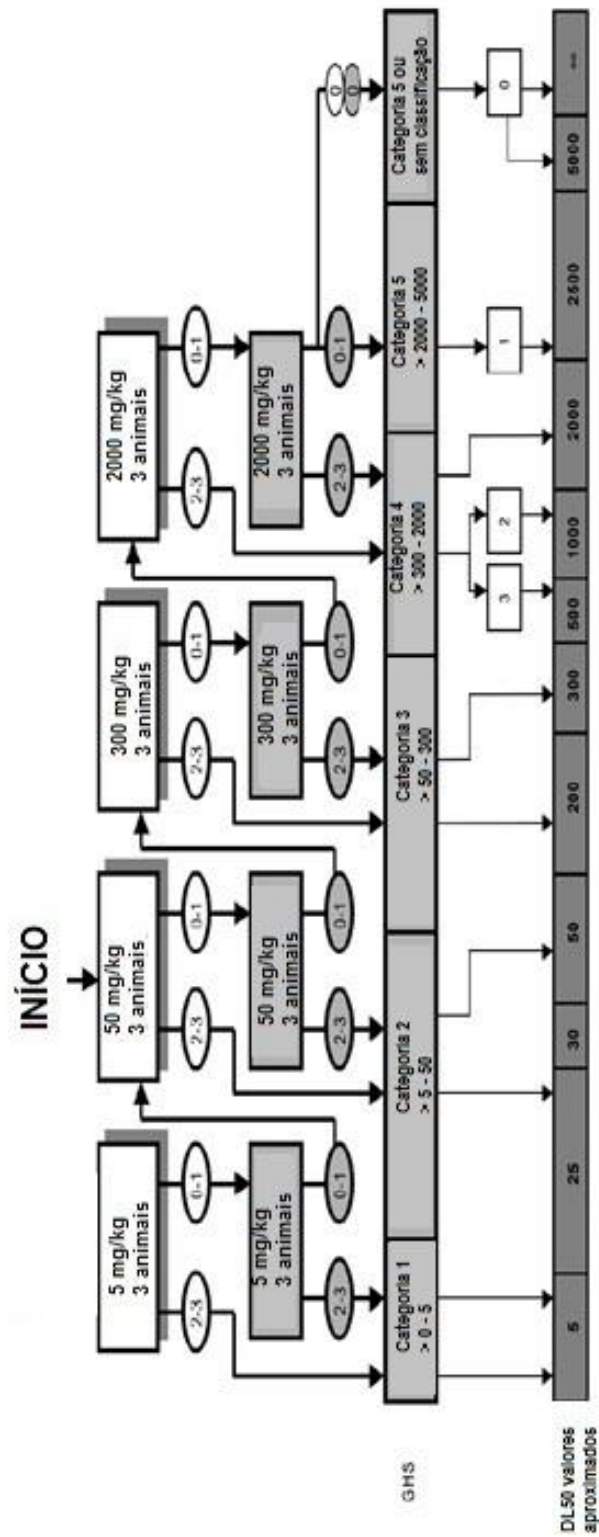 INÍCIO
5 mg/kg
3 animais
50 mg/kg
3 animais
300 mg/kg
3 animais
2000 mg/kg
3 animais
2-3
0-1
2-3
0-1
2-3
0-1
2-3
0-1
5 mg/kg
3 animais
50 mg/kg
3 animais
300 mg/kg
3 animais
2000 mg/kg
3 animais
2-3
0-1
2-3
0-1
2-3
0-1
2-3
0-1
0
0
GHS
Categoria 1
> 0 - 5
Categoria 2
> 5 - 50
Categoria 3
> 50 - 300
Categoria 4
> 300 - 2000
Categoria 5
> 2000 - 5000
Categoria 5 ou
sem classificação
3
2
1
0
DL50 valores
aproximados
5
25
30
50
200
300
500
1000
2000
2500
5000